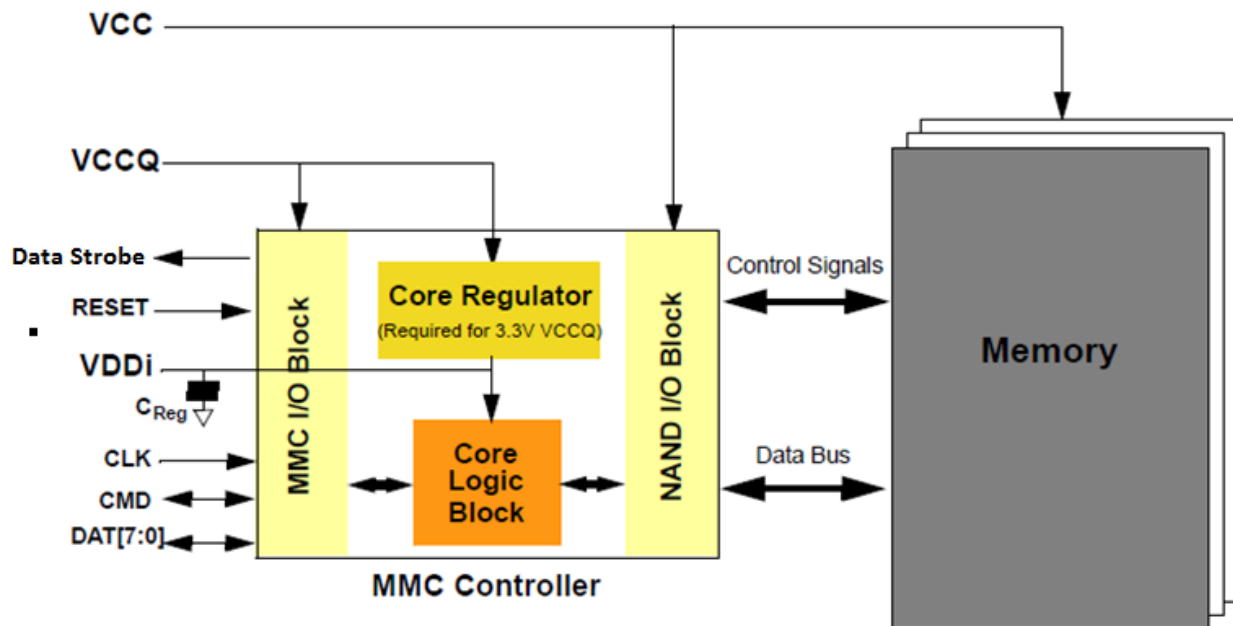 VCC
VCCQ
Data Strobe
RESET
VDDi
CReg
CLK
CMD
DAT[7:0]
MMC I/O Block
Core Regulator
(Required for 3.3V VCCQ)
Core
Logic
Block
NAND I/O Block
MMC Controller
Control Signals
Data Bus
Memory